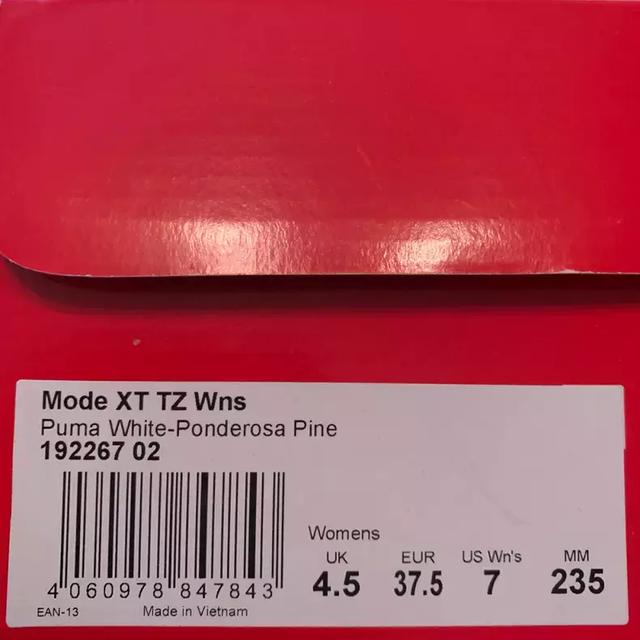 Mode XT TZ Wns
Puma White-Ponderosa Pine
192267 02
Womens
UK EUR US Wn's MM
4.5 37.5 7 235
4 060978 847843
EAN-13 Made in Vietnam